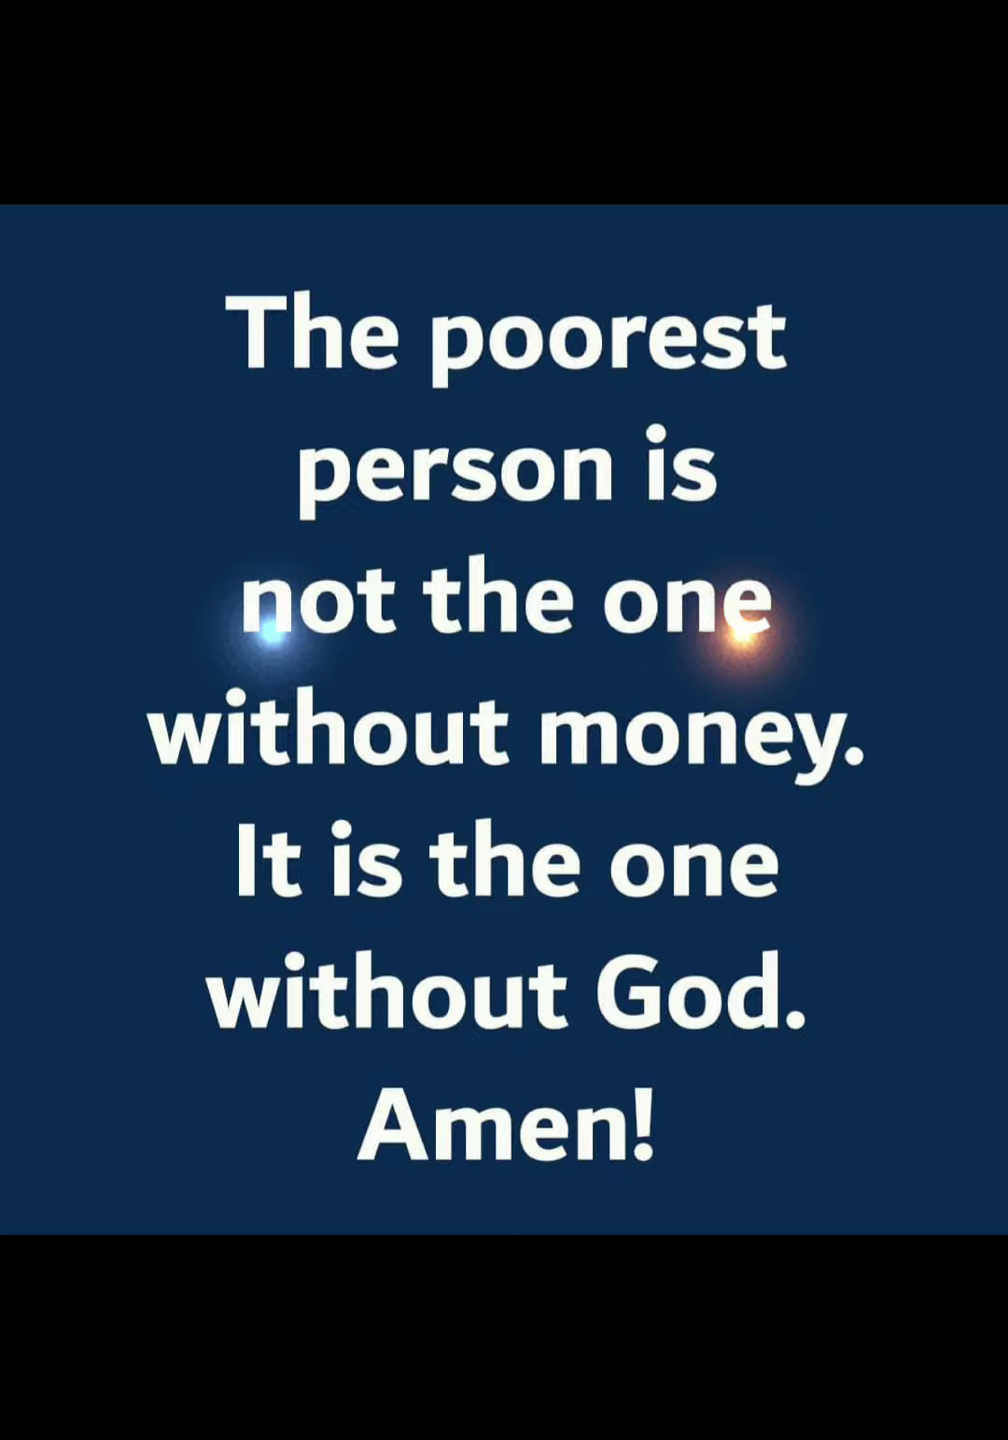 The poorest
person is
not the one
without money.
It is the one
without God.
Amen!